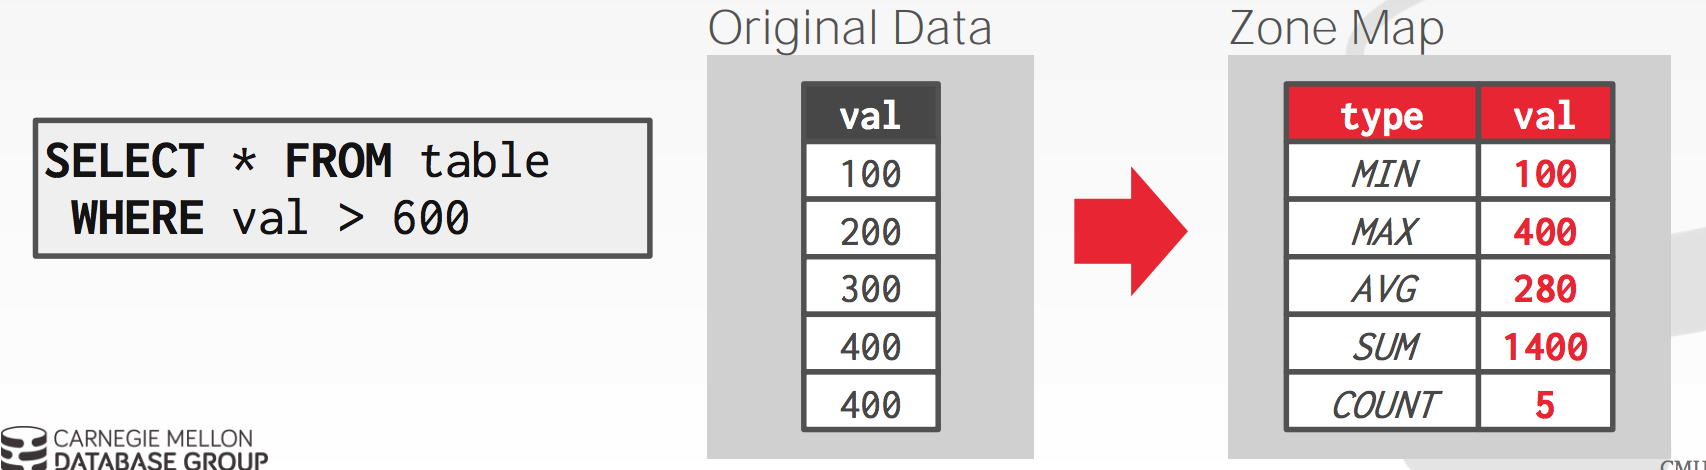 Original Data
Zone Map
SELECT * FROM table
WHERE val > 600
val
100
200
300
400
400
type val
MIN 100
MAX 400
AVG 280
SUM 1400
COUNT 5
CARNEGIE MELLON
DATABASE GROUP
CMU